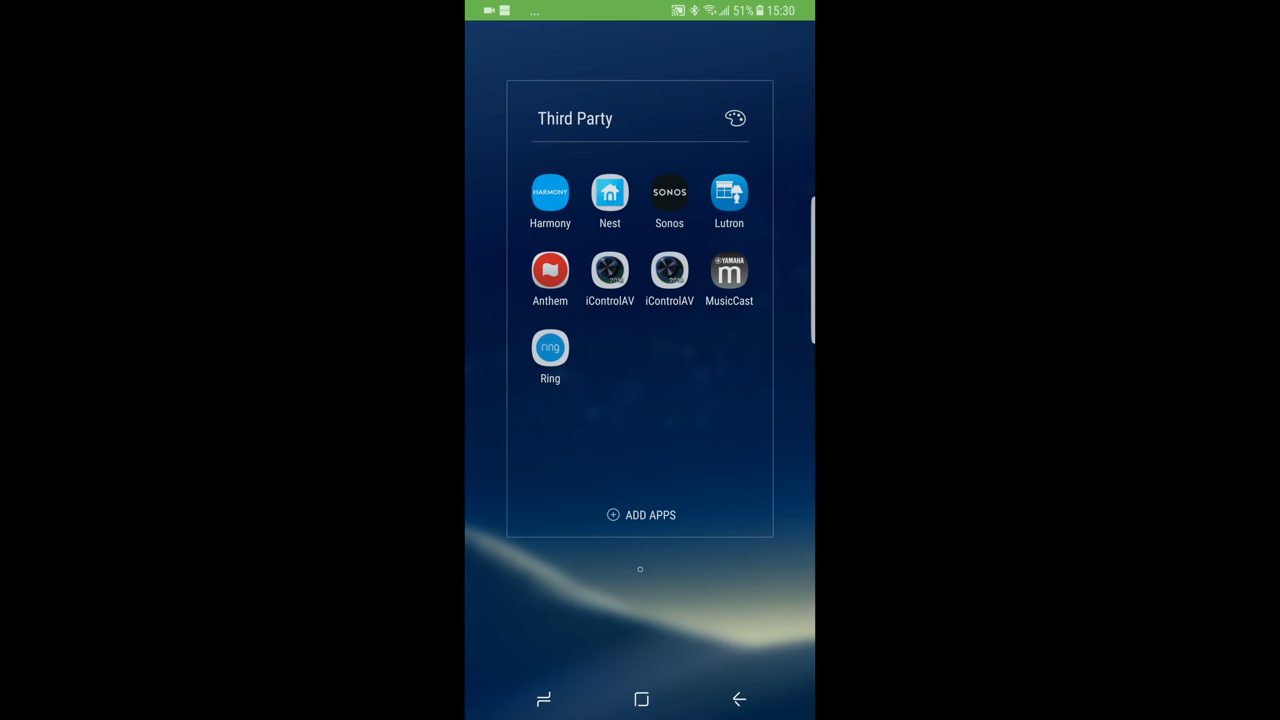 ... 51% 15:30
Third Party
HARMONY SONOS
Harmony Nest Sonos Lutron
YAMAHA
m
Anthem iControlAV iControlAV MusicCast
ring
Ring
ADD APPS